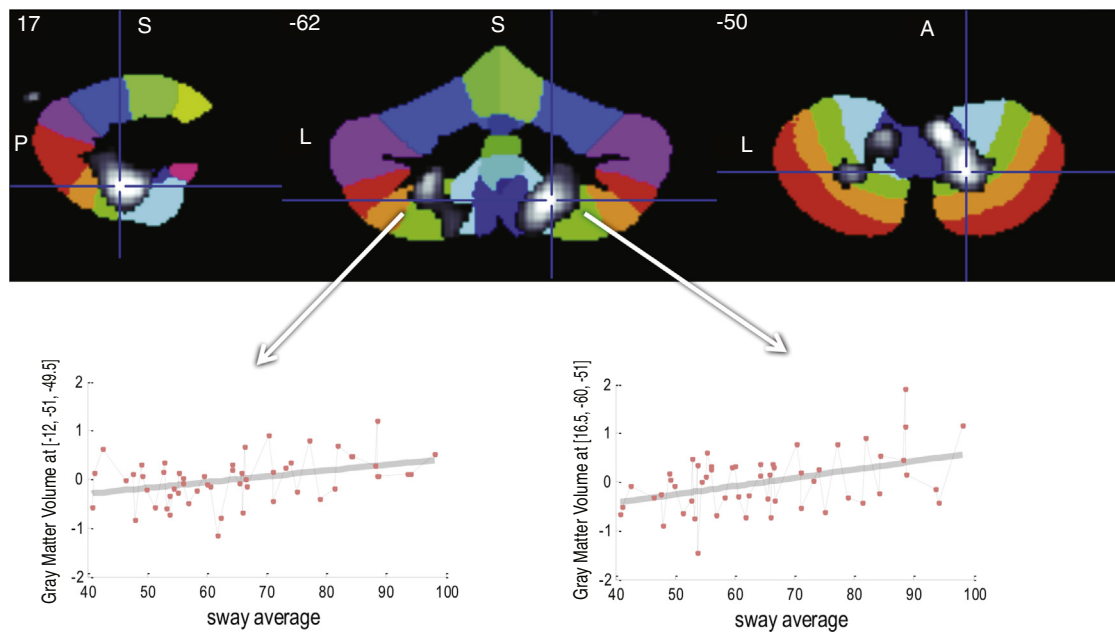 17 S -62 S -50 A
P L L
Gray Matter Volume at [-12, -51, -49.5]
2
1
0
-1
-2
40 50 60 70 80 90 100
sway average
Gray Matter Volume at [16.5, -60, -51]
2
1
0
-1
-2
40 50 60 70 80 90 100
sway average